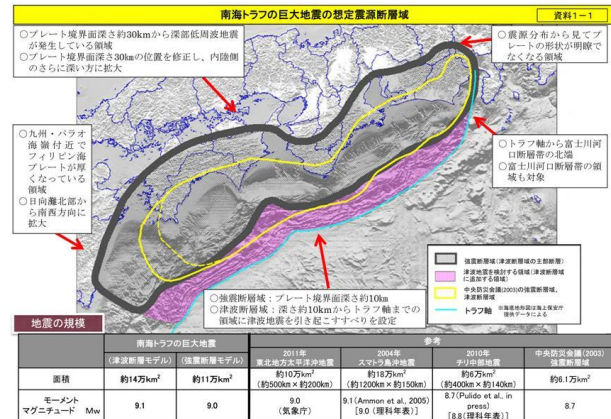 南海トラフの巨大地震の想定震源断層域
資料1－1
○プレート境界面深さ約30kmから深部低周波地震
が発生している領域
○プレート境界面深さ30kmの位置を修正し、内陸側
のさらに深い方に拡大
○震源分布から見てプ
レートの形状が明瞭で
なくなる領域
○九州・パラオ
海嶺付近で
フィリピン海
プレートが厚
くなっている
領域
○日向灘北部か
ら南西方向に
拡大
○トラフ軸から富士川河
口断層帯の北端
○富士川河口断層帯の領
域も対象
○強震断層域：プレート境界面深さ約10km
○津波断層域：深さ約10kmからトラフ軸までの
領域に津波地震を引き起こすすべりを設定
強震断層域(津波断層域の主部断層)
津波地震を検討する領域(津波断層域
に追加する領域)
中央防災会議(2003)の強震断層域、
津波断層域
トラフ軸
※海底地形図は海上保安庁
提供データによる
地震の規模
南海トラフの巨大地震
参考
(津波断層モデル)
(強震断層モデル)
2011年
東北地方太平洋沖地震
2004年
スマトラ島沖地震
2010年
チリ中部地震
中央防災会議(2003)
強震断層域
面積
約14万km²
約11万km²
約10万km²
(約500km×約200km)
約18万km²
(約1200km×約150km)
約6万km²
(約400km×約140km)
約6.1万km²
モーメント
マグニチュード Mw
9.1
9.0
9.0
(気象庁)
9.1(Ammon et al., 2005)
[9.0 (理科年表)]
8.7(Pulido et al., in
press)
[8.8(理科年表)]
8.7